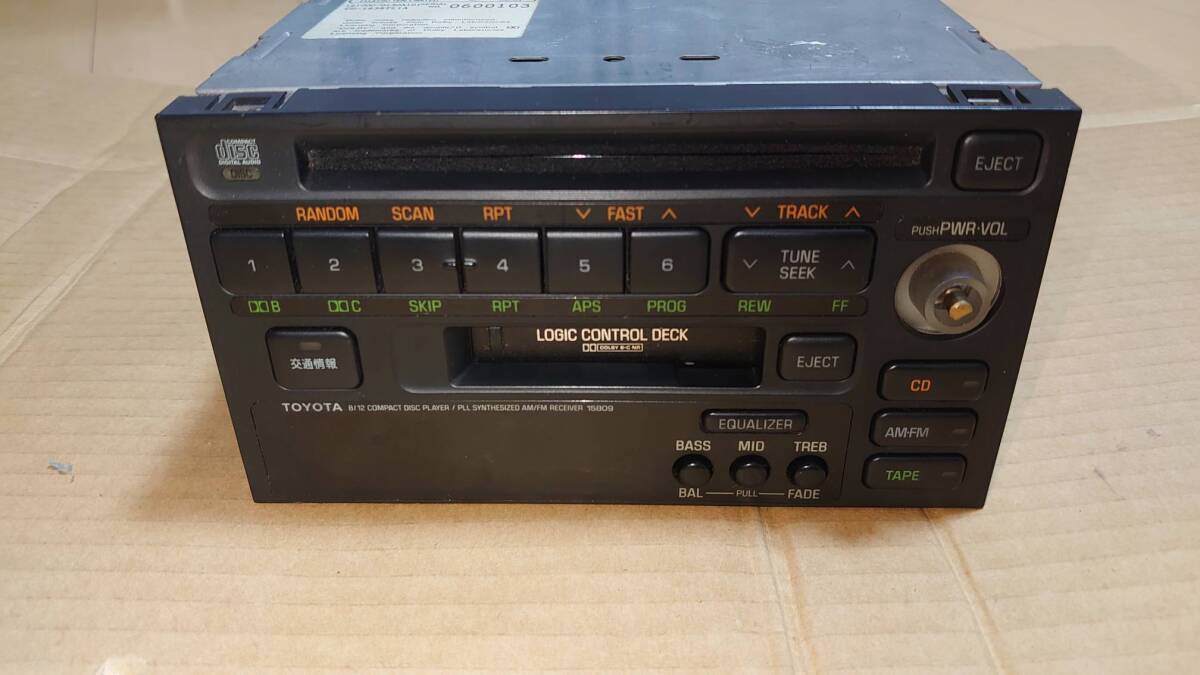 0600103
COMPACT
disc
DIGITAL AUDIO
EJECT
RANDOM SCAN RPT FAST TRACK
PUSH PWR·VOL
1 2 3 4 5 6
TUNE
SEEK
B C SKIP RPT APS PROG REW FF
LOGIC CONTROL DECK
DOLBY B·C NR
交通情報
EJECT
CD
TOYOTA 8/12 COMPACT DISC PLAYER / PLL SYNTHESIZED AM/FM RECEIVER 15809
EQUALIZER
AM·FM
BASS MID TREB
TAPE
BAL PULL FADE